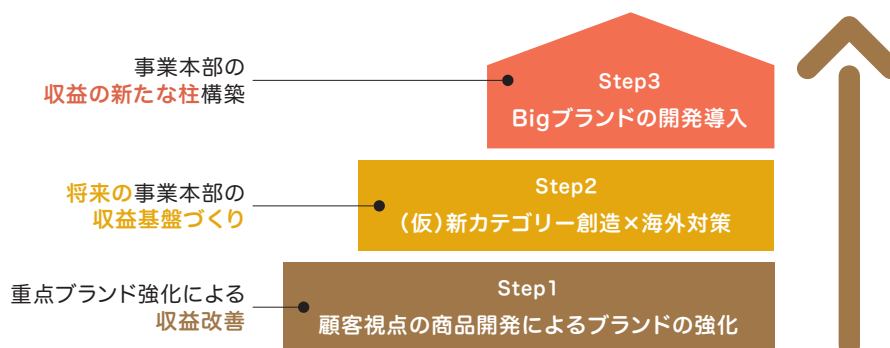 事業本部の
収益の新たな柱構築
Step3
Bigブランドの開発導入
将来の事業本部の
収益基盤づくり
Step2
（仮）新カテゴリー創造×海外対策
重点ブランド強化による
収益改善
Step1
顧客視点の商品開発によるブランドの強化